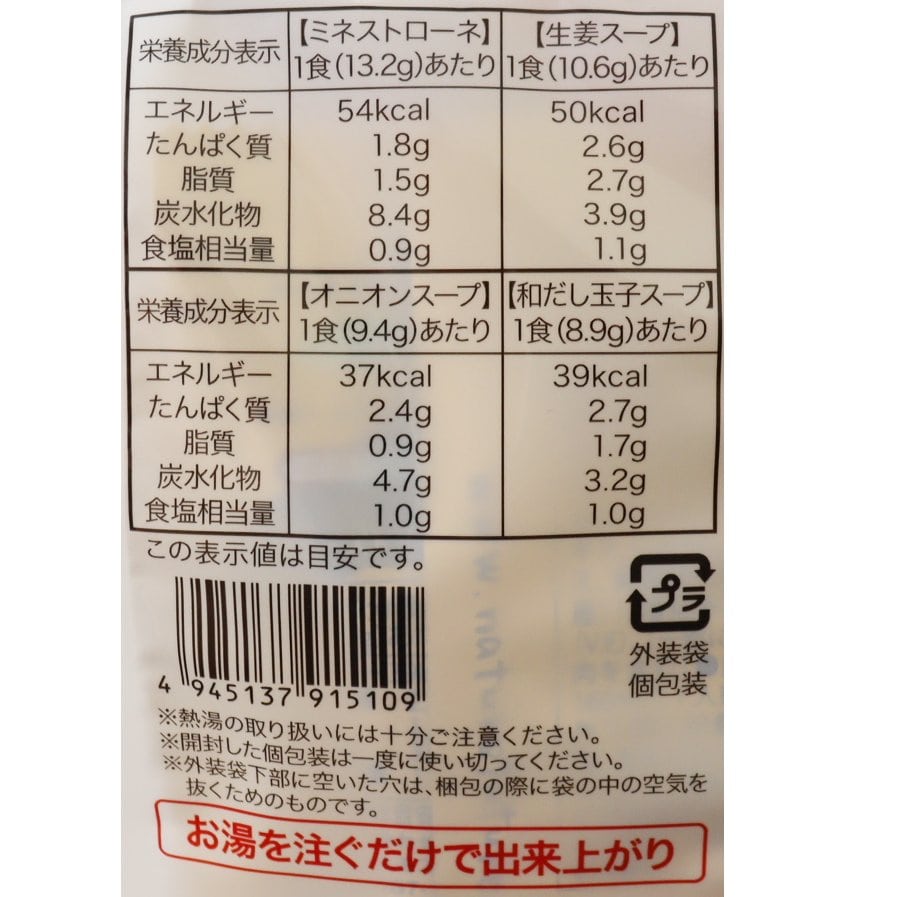 栄養成分表示 【ミネストローネ】 【生姜スープ】
1食(13.2g)あたり 1食(10.6g)あたり
エネルギー 54kcal 50kcal
たんぱく質 1.8g 2.6g
脂質 1.5g 2.7g
炭水化物 8.4g 3.9g
食塩相当量 0.9g 1.1g
栄養成分表示 【オニオンスープ】 【和だし玉子スープ】
1食(9.4g)あたり 1食(8.9g)あたり
エネルギー 37kcal 39kcal
たんぱく質 2.4g 2.7g
脂質 0.9g 1.7g
炭水化物 4.7g 3.2g
食塩相当量 1.0g 1.0g
この表示値は目安です。
プラ
外装袋
個包装
4 945137 915109
※熱湯の取り扱いには十分ご注意ください。
※開封した個包装は一度に使い切ってください。
※外装袋下部に空いた穴は、梱包の際に袋の中の空気を
抜くためのものです。
お湯を注ぐだけで出来上がり